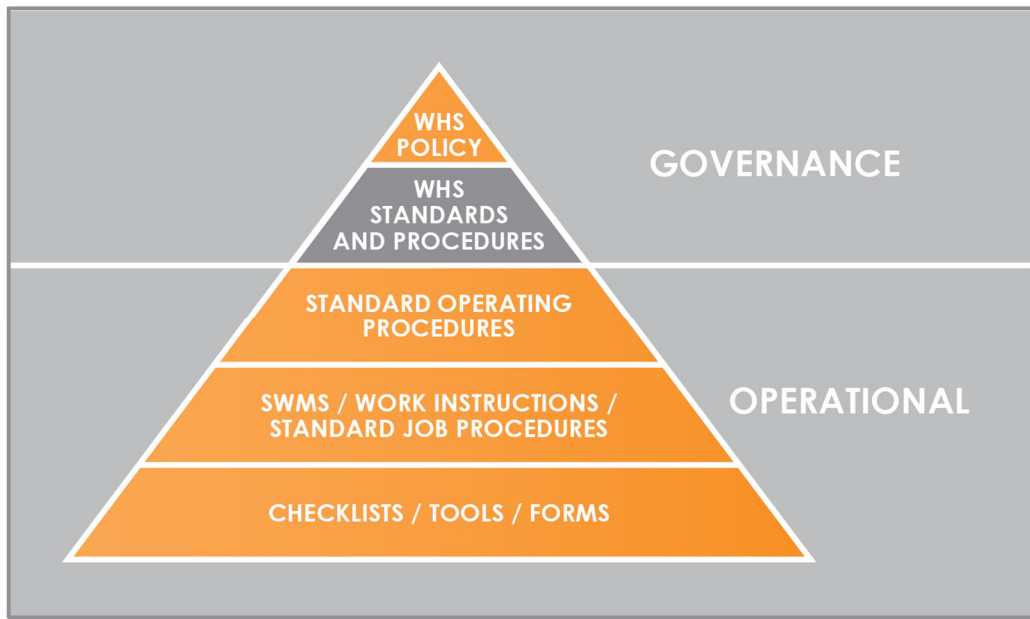 WHS
POLICY
GOVERNANCE
WHS
STANDARDS
AND PROCEDURES
STANDARD OPERATING
PROCEDURES
SWMS / WORK INSTRUCTIONS /
STANDARD JOB PROCEDURES
OPERATIONAL
CHECKLISTS / TOOLS / FORMS